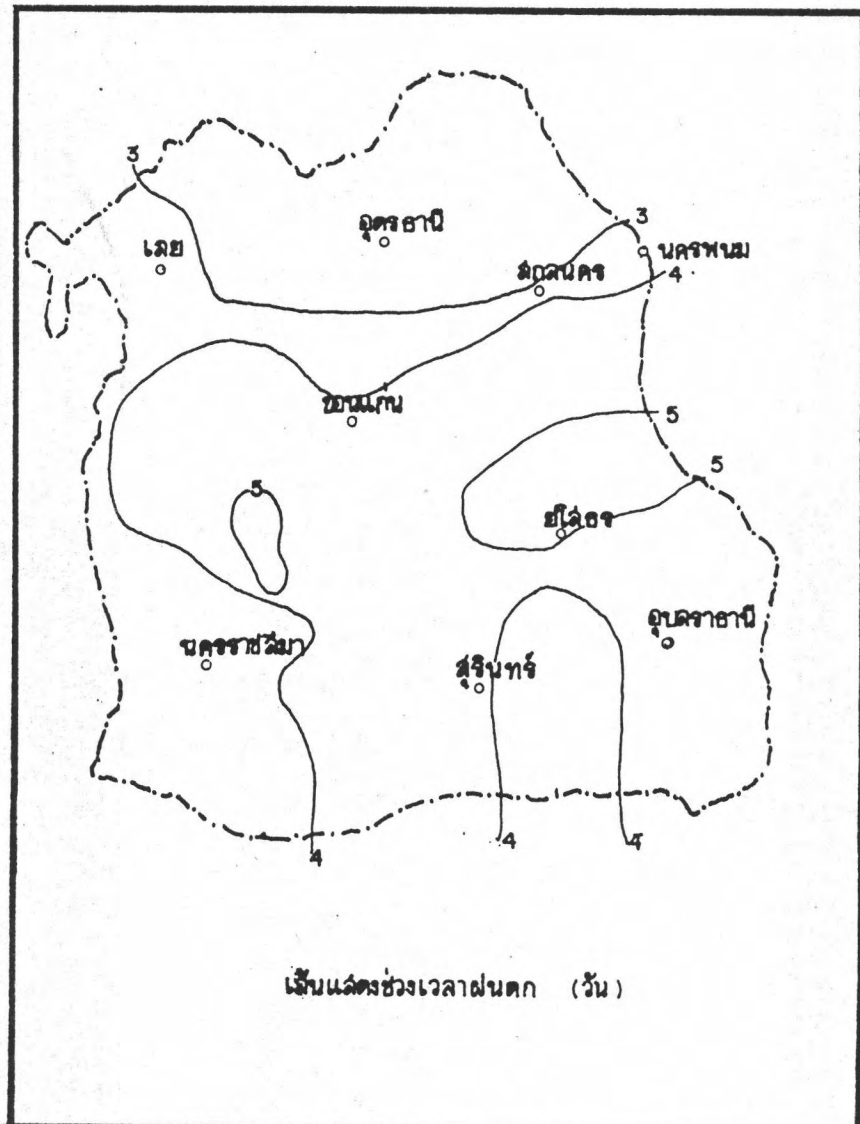 3
3
อุดรธานี
เลย
นครพนม
สกลนคร
4
ขอนแก่น
5
5
5
ยโสธร
อุบลราธานี
นครราชสีมา
สุรินทร์
4
4
4
เส้นแสดงช่วงเวลาฝนตก (วัน)